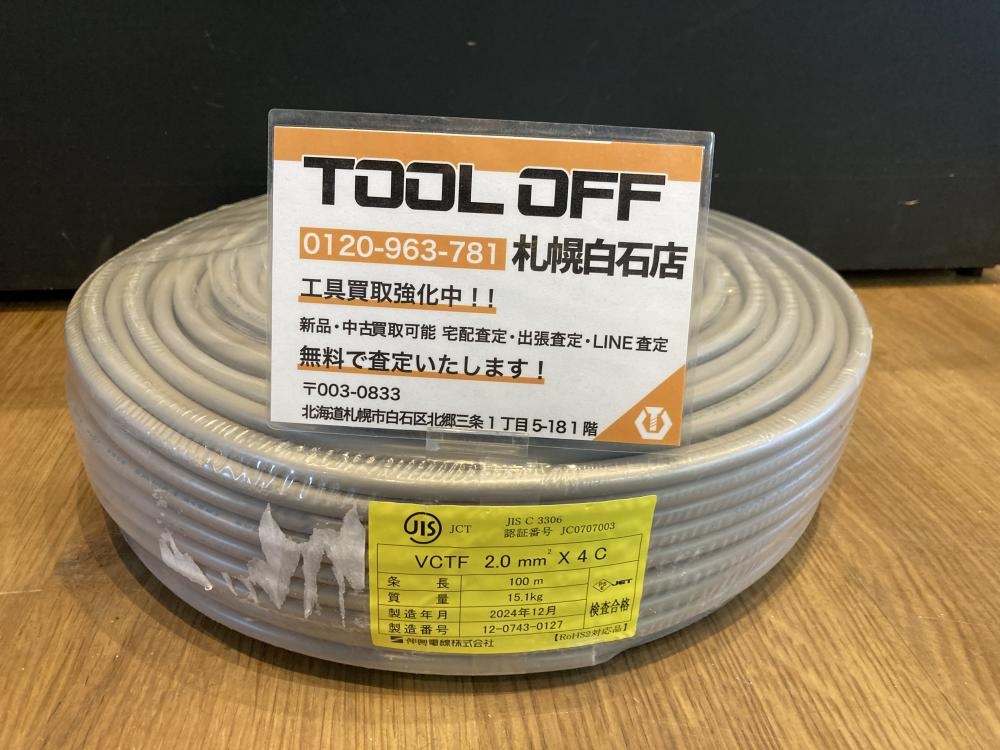 TOOL OFF
0120-963-781 札幌白石店
工具買取強化中！！
新品・中古買取可能 宅配査定・出張査定・LINE査定
無料で査定いたします！
〒003-0833
北海道札幌市白石区北郷三条1丁目5-18 1階
JIS JCT JIS C 3306
認証番号 JC0707003
VCTF 2.0 mm² X 4 C
条長 100 m
質量 15.1kg
製造年月 2024年12月
製造番号 12-0743-0127
JET
検査合格
伸興電線株式会社 【RoHS2対応品】